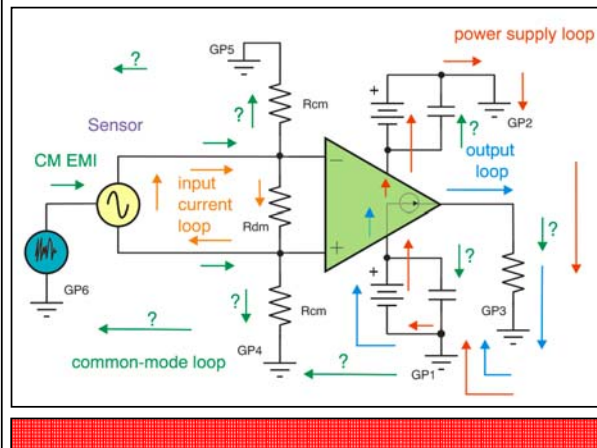 power supply loop
?
GP5
+
Rcm
?
?
GP2
Sensor
output
loop
CM EMI
−
input
current
loop
Rdm
+
?
?
+
GP6
?
Rcm
GP3
?
GP4
?
common-mode loop
GP1